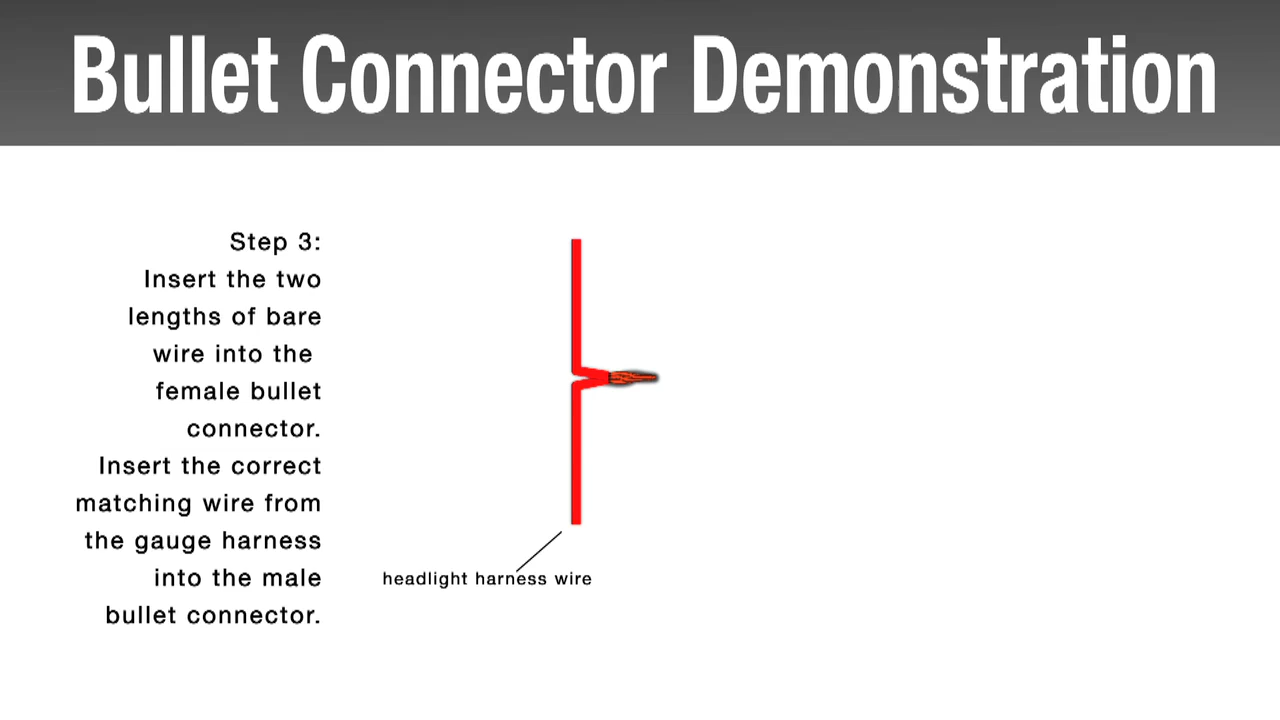 Bullet Connector Demonstration
Step 3:
Insert the two
lengths of bare
wire into the
female bullet
connector.
Insert the correct
matching wire from
the gauge harness
into the male
bullet connector.
headlight harness wire